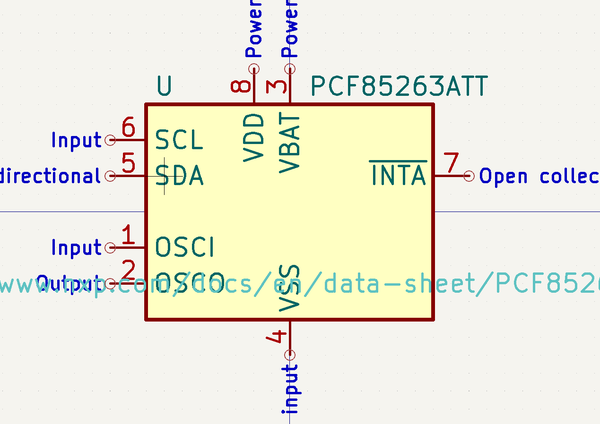 Power
Power
U
8
3
PCF85263ATT
Input
6
SCL
VDD
VBAT
directional
5
SDA
INTA
7
Open collec
Input
1
OSCI
Output
2
OSCO
VSS
www.nxp.com/docs/en/data-sheet/PCF8526
4
input